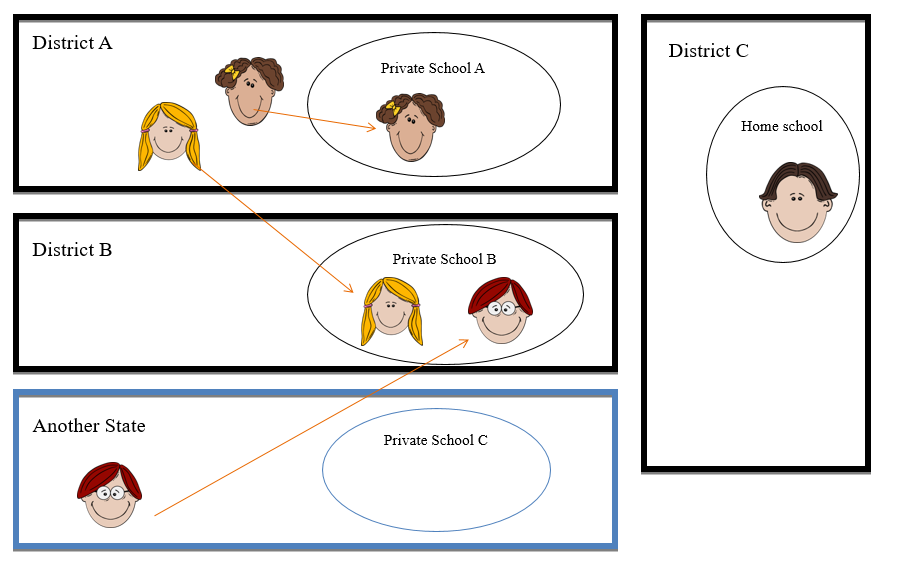 District A
Private School A
District B
Private School B
Another State
Private School C
District C
Home school